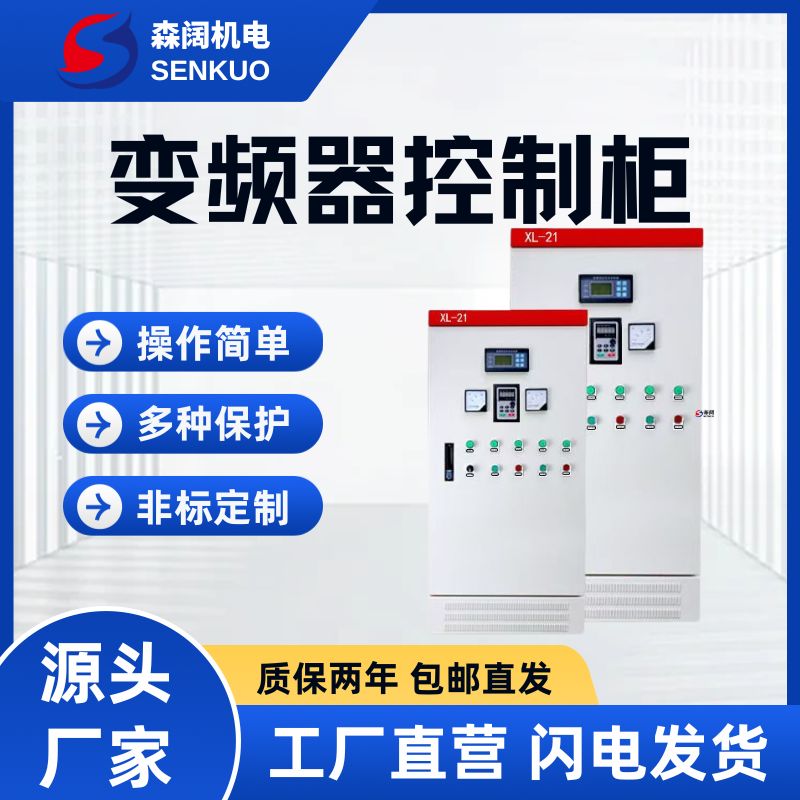 森阔机电
SENKUO
变频器控制柜
XL-21
XL-21
操作简单
多种保护
非标定制
森阔
质保两年 包邮直发
源头
厂家
工厂直营 闪电发货